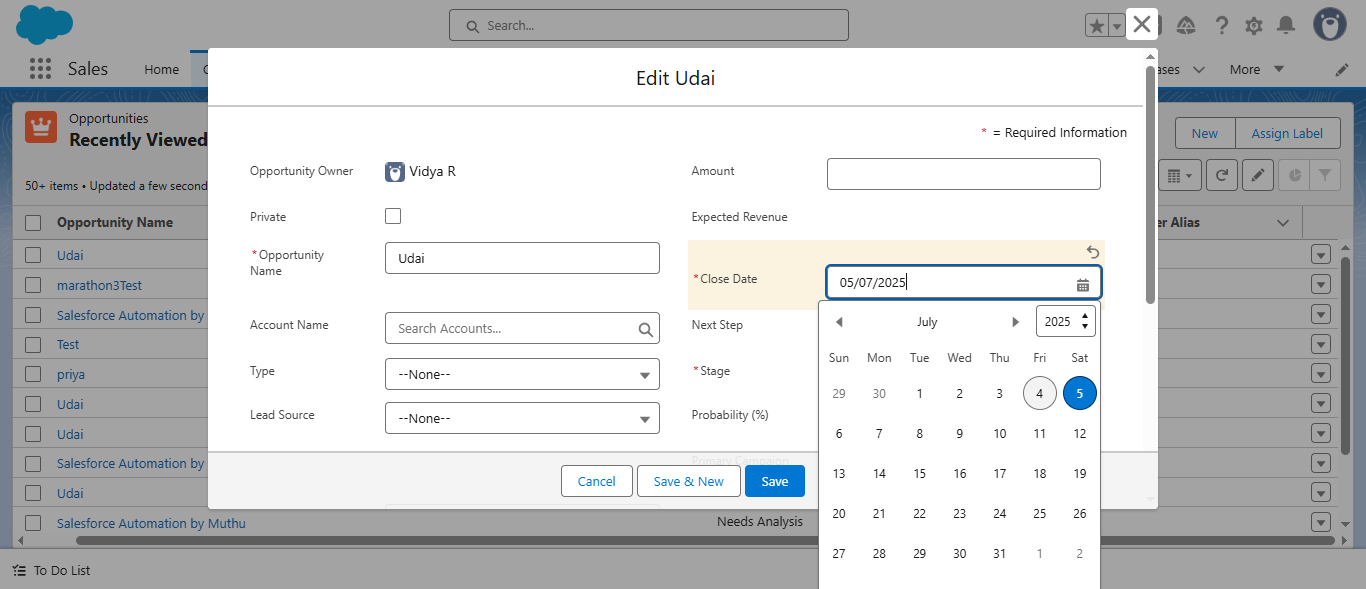 Search...
Sales
Home
ases
More
Opportunities
Recently Viewed
New
Assign Label
50+ items • Updated a few second
Opportunity Name
er Alias
Udai
marathon3Test
Salesforce Automation by
Test
priya
Udai
Udai
Salesforce Automation by
Udai
Salesforce Automation by Muthu
Needs Analysis
To Do List
Edit Udai
* = Required Information
Opportunity Owner
Vidya R
Amount
Private
Expected Revenue
*Opportunity
Name
Udai
*Close Date
05/07/2025
Account Name
Search Accounts...
Next Step
Type
--None--
*Stage
Lead Source
--None--
Probability (%)
Primary Campaign
Cancel
Save & New
Save
July
2025
Sun Mon Tue Wed Thu Fri Sat
29 30 1 2 3 4 5
6 7 8 9 10 11 12
13 14 15 16 17 18 19
20 21 22 23 24 25 26
27 28 29 30 31 1 2